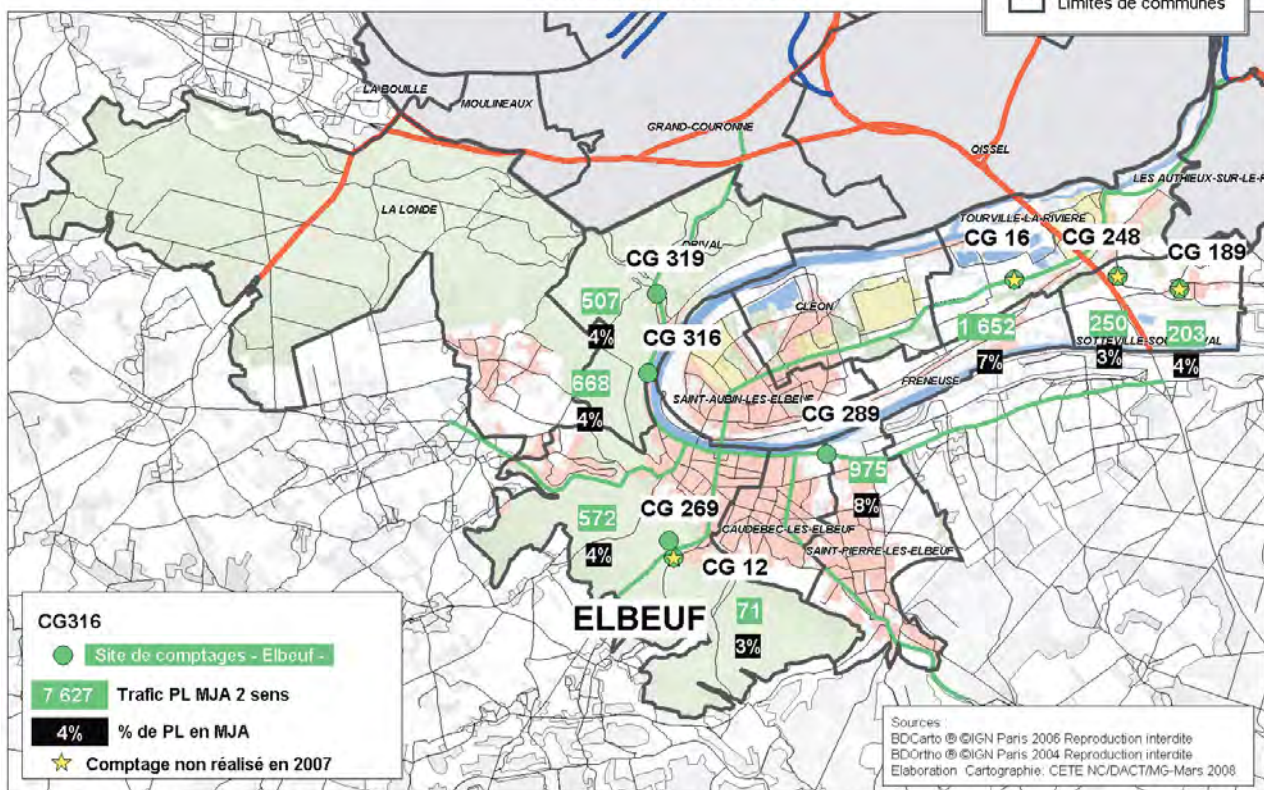 Limites de communes
LA BOUILLE
MOULINEAUX
GRAND-COURONNE
OISSEL
LES AUTHIEUX-SUR-LE-P
LA LONDE
TOURVILLE-LA-RIVIERE
ORIVAL
CG 16
CG 248
CG 189
CG 319
507
4%
CLEON
CG 316
1 652
7%
250
3%
203
4%
SOTTEVILLE-SOU
VAL
668
4%
FRENEUSE
SAINT-AUBIN-LES-ELBEUF
CG 289
975
8%
572
4%
CG 269
CAUDEBEC-LES-ELBEUF
SAINT-PIERRE-LES-ELBEUF
CG 12
ELBEUF
71
3%
CG316
Site de comptages - Elbeuf -
7 627 Trafic PL MJA 2 sens
4% % de PL en MJA
Comptage non réalisé en 2007
Sources :
BDCarto ® ©IGN Paris 2006 Reproduction interdite
BDOrtho ® ©IGN Paris 2004 Reproduction interdite
Elaboration Cartographie: CETE NC/DACT/MG-Mars 2008